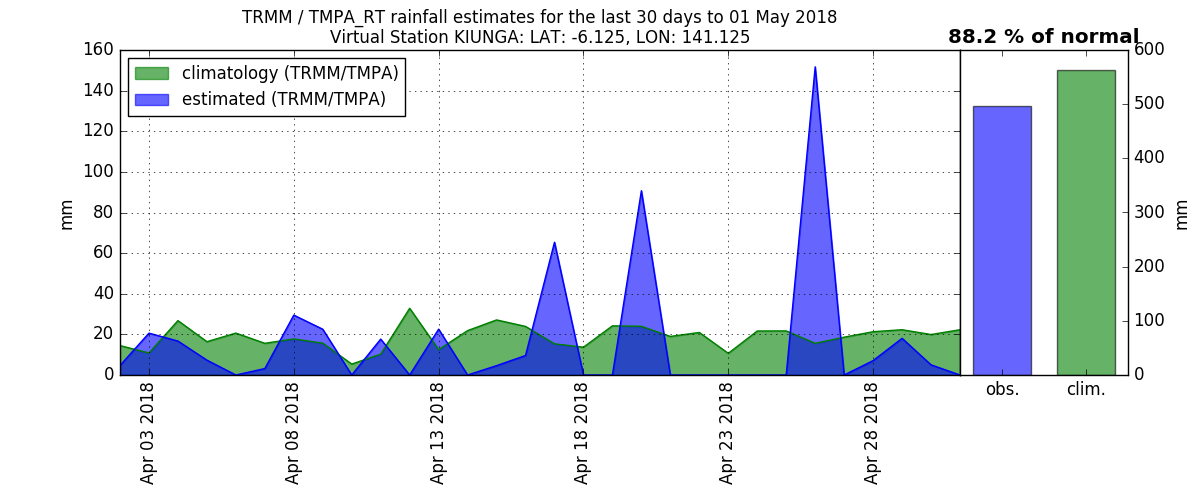 TRMM / TMPA_RT rainfall estimates for the last 30 days to 01 May 2018
Virtual Station KIUNGA: LAT: -6.125, LON: 141.125
88.2 % of normal
climatology (TRMM/TMPA)
estimated (TRMM/TMPA)
160
140
120
100
80
60
40
20
0
mm
Apr 03 2018
Apr 08 2018
Apr 13 2018
Apr 18 2018
Apr 23 2018
Apr 28 2018
600
500
400
300
200
100
0
mm
obs.
clim.